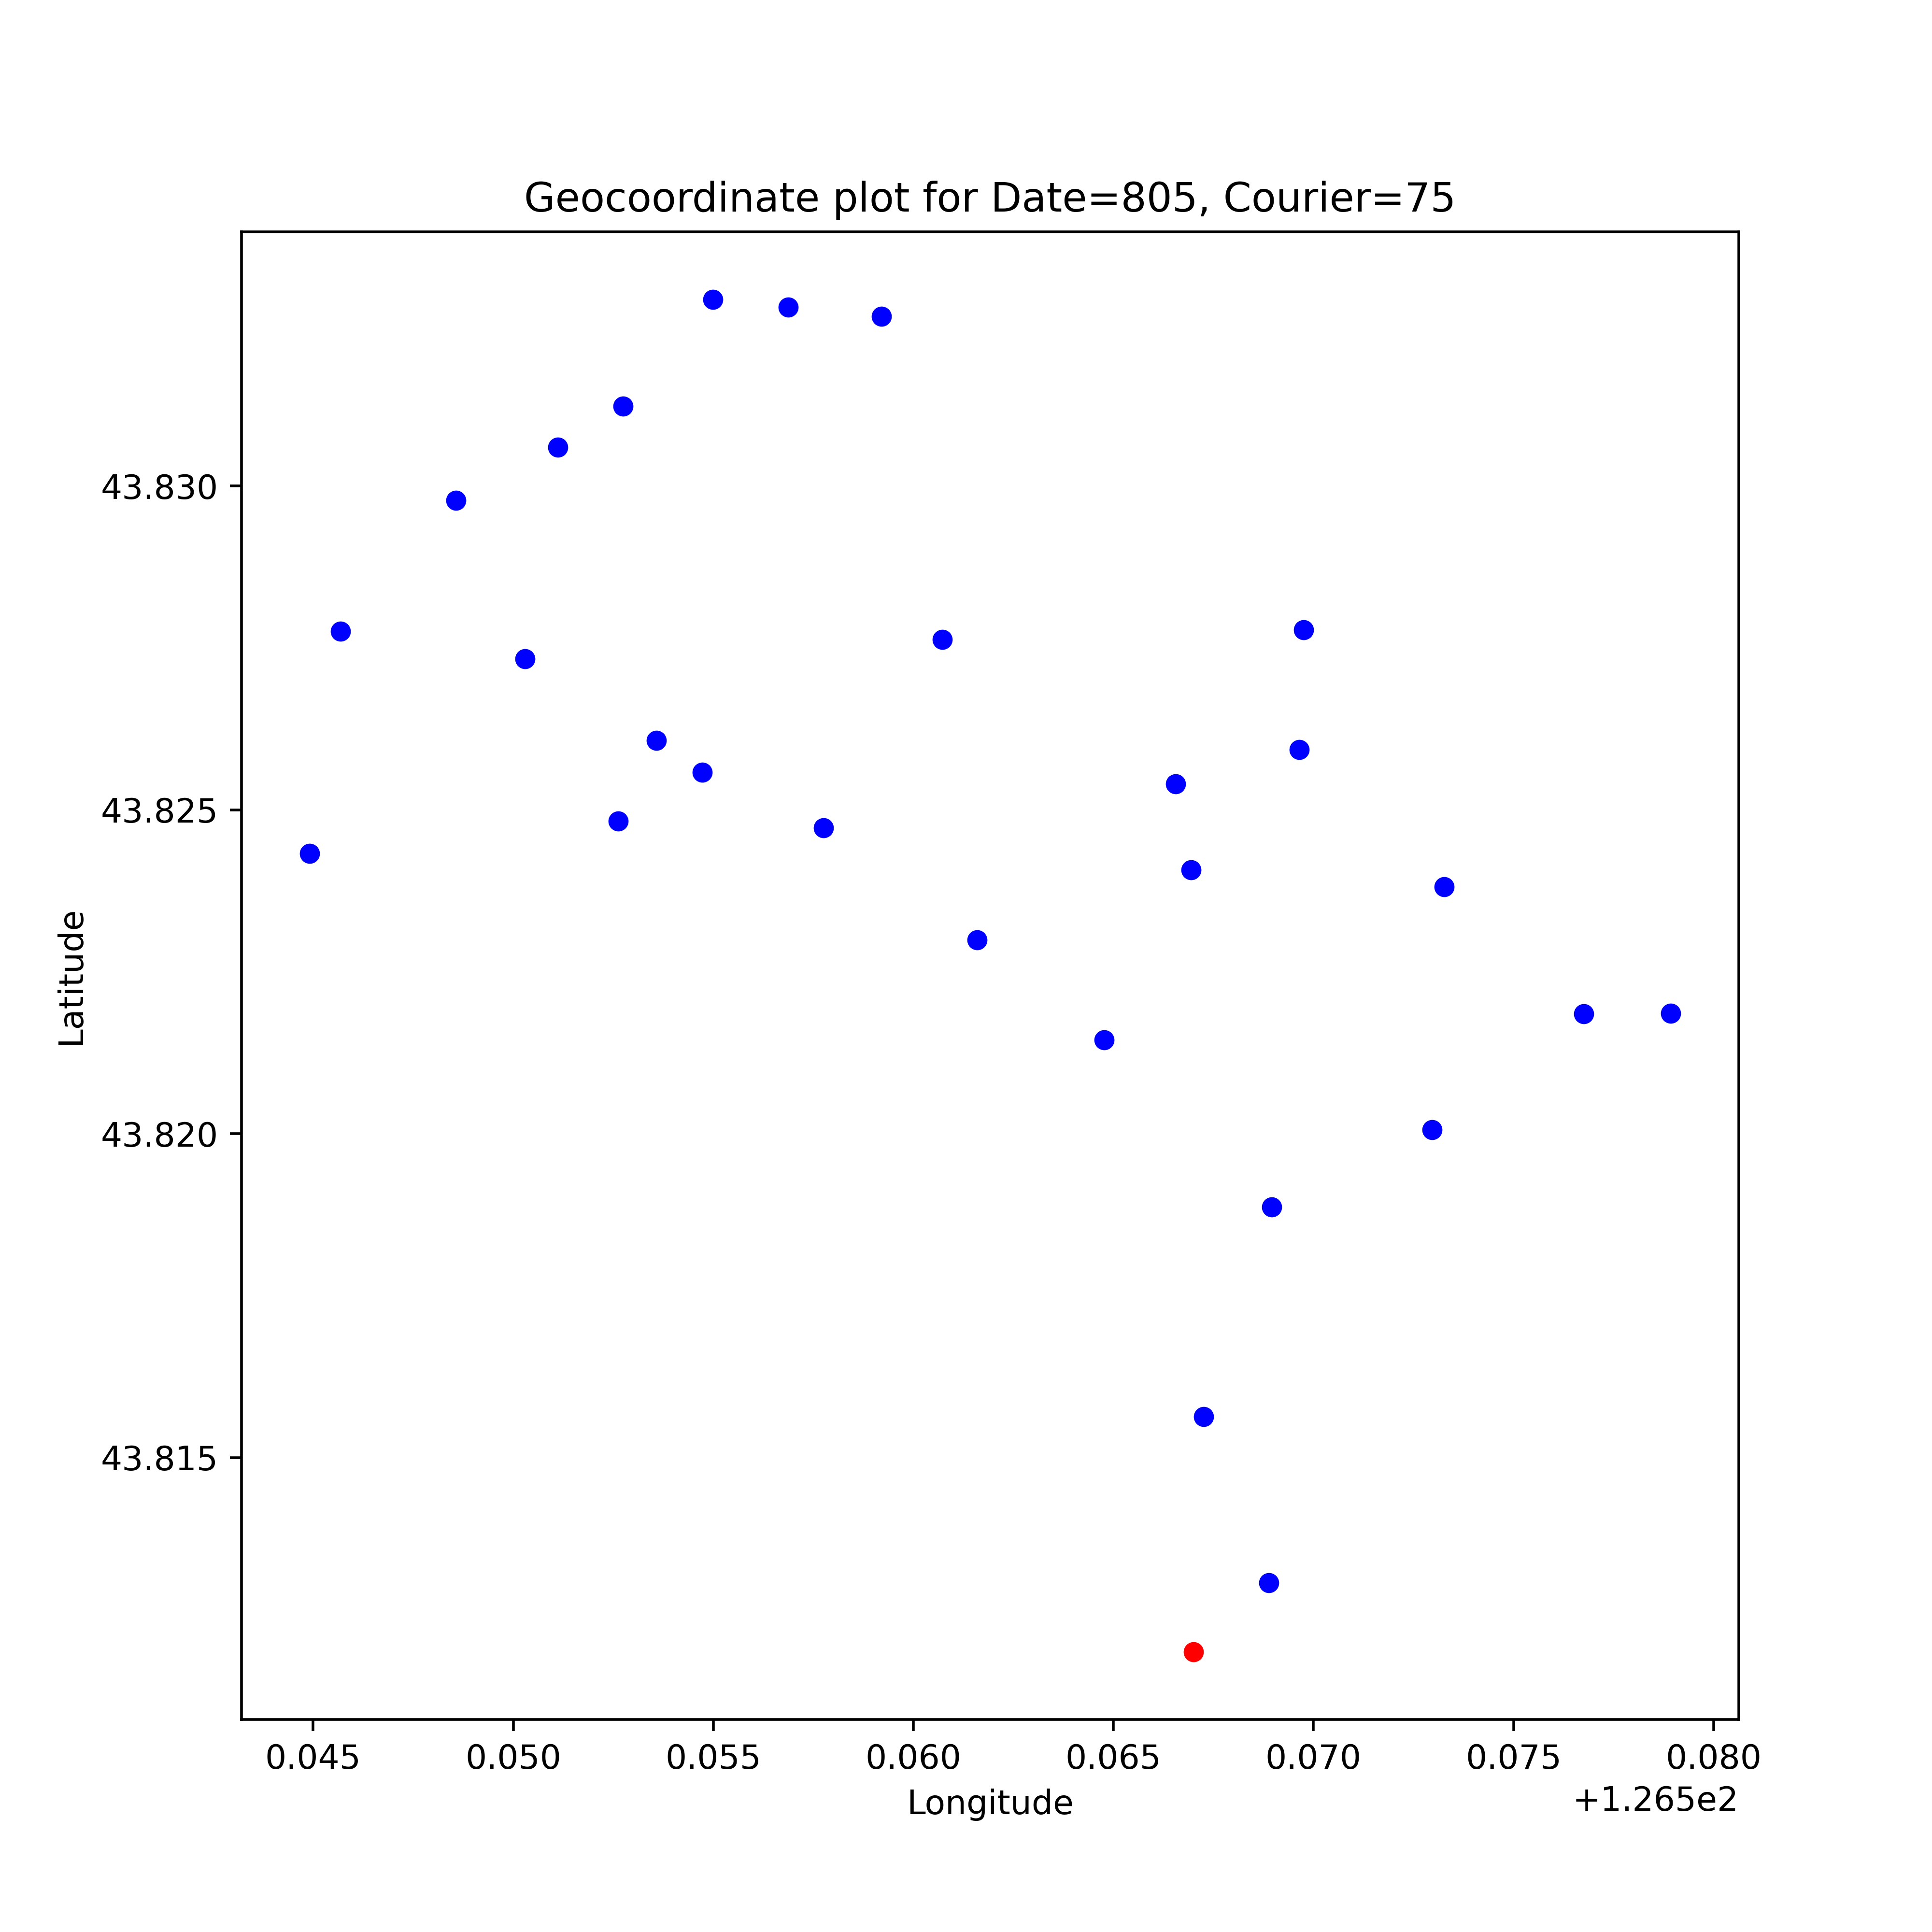 Geocoordinate plot for Date=805, Courier=75
Latitude
43.830
43.825
43.820
43.815
0.045 0.050 0.055 0.060 0.065 0.070 0.075 0.080
Longitude
+1.265e2